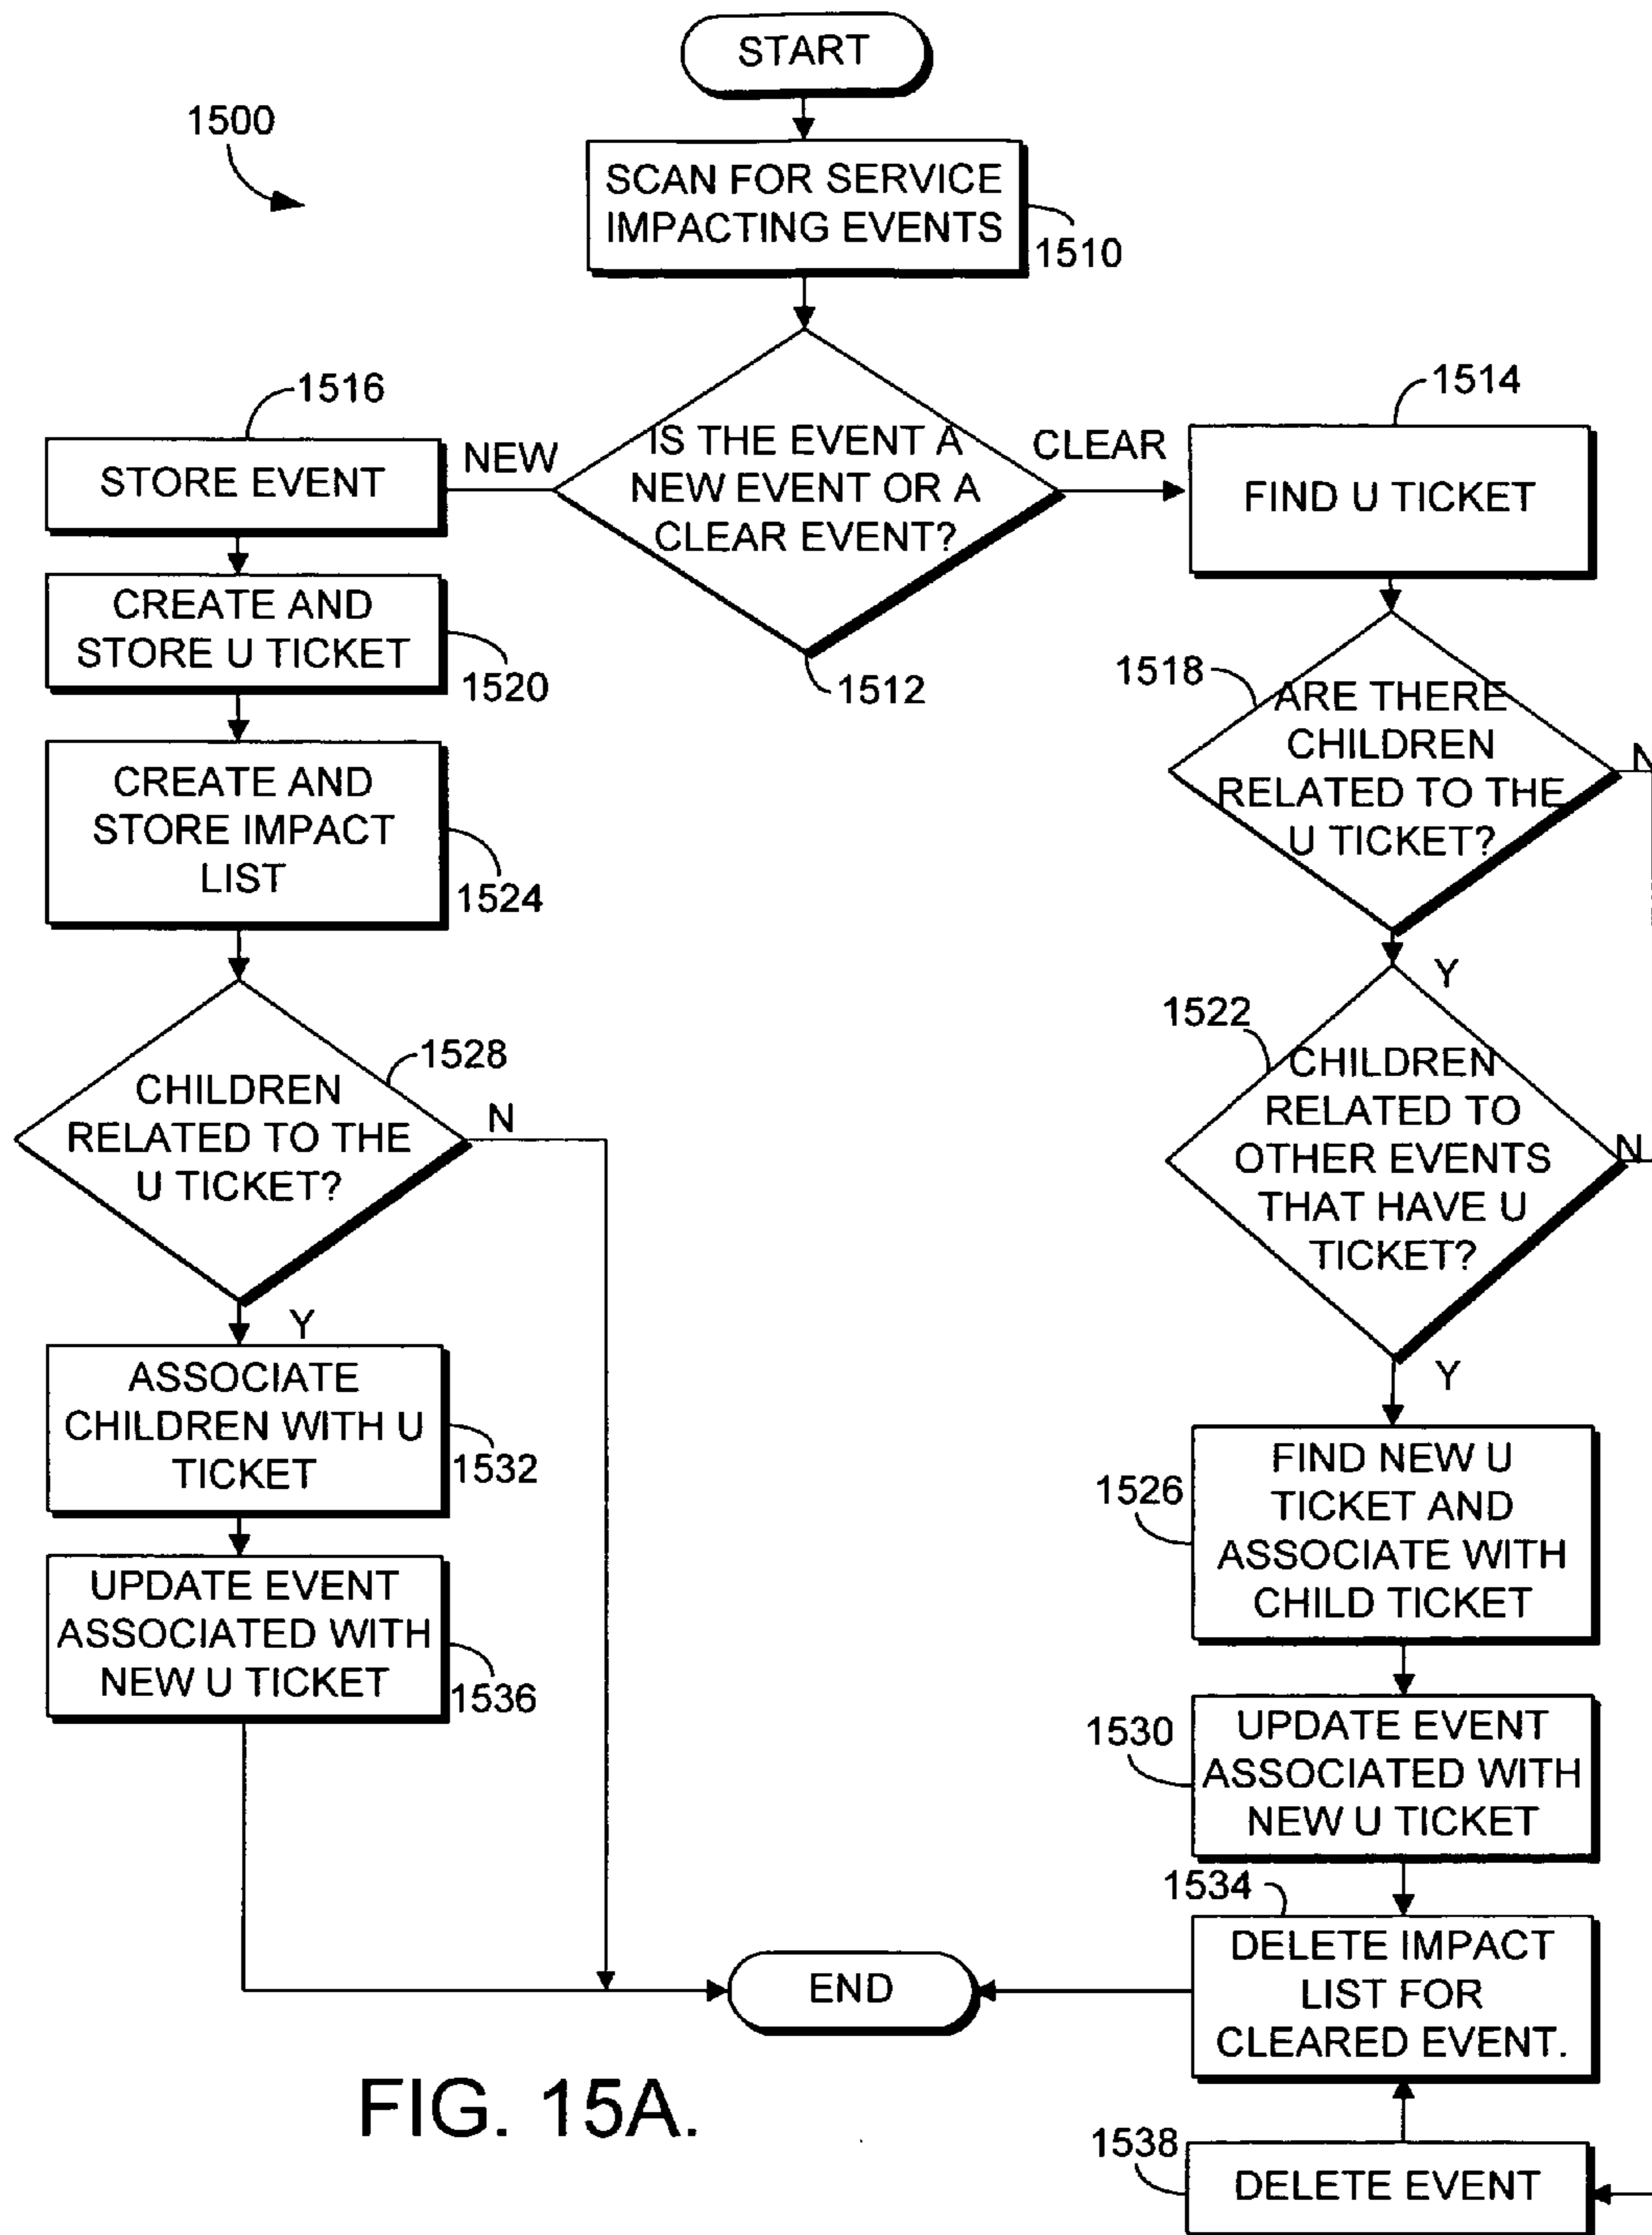 START
1500
SCAN FOR SERVICE
IMPACTING EVENTS
1510
1516
STORE EVENT
NEW
IS THE EVENT A
NEW EVENT OR A
CLEAR EVENT?
1512
CLEAR
1514
FIND U TICKET
CREATE AND
STORE U TICKET
1520
CREATE AND
STORE IMPACT
LIST
1524
1528
CHILDREN
RELATED TO THE
U TICKET?
N
Y
ASSOCIATE
CHILDREN WITH U
TICKET
1532
UPDATE EVENT
ASSOCIATED WITH
NEW U TICKET
1536
1518
ARE THERE
CHILDREN
RELATED TO THE
U TICKET?
N
Y
1522
CHILDREN
RELATED TO
OTHER EVENTS
THAT HAVE U
TICKET?
N
Y
1526
FIND NEW U
TICKET AND
ASSOCIATE WITH
CHILD TICKET
1530
UPDATE EVENT
ASSOCIATED WITH
NEW U TICKET
1534
DELETE IMPACT
LIST FOR
CLEARED EVENT.
END
1538
DELETE EVENT
FIG. 15A.